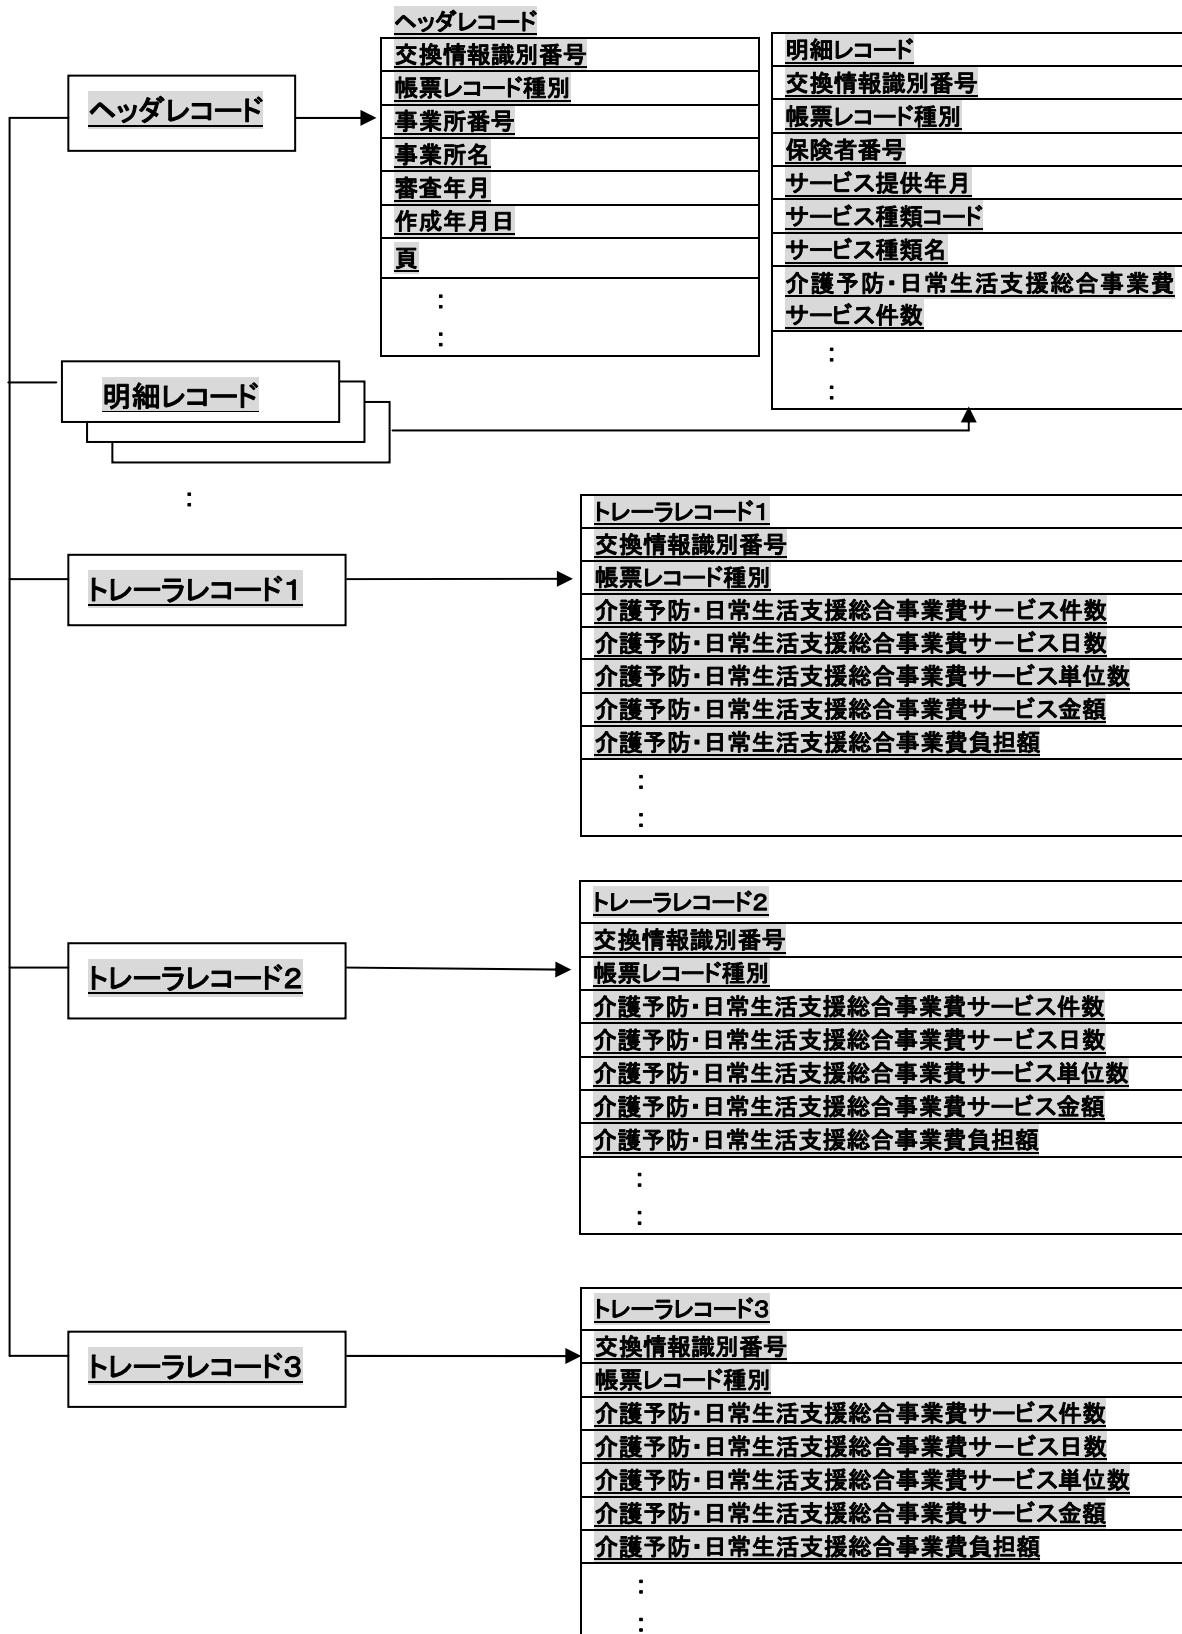 ヘッダレコード
ヘッダレコード
交換情報識別番号
帳票レコード種別
事業所番号
事業所名
審査年月
作成年月日
頁
:
:
明細レコード
交換情報識別番号
帳票レコード種別
保険者番号
サービス提供年月
サービス種類コード
サービス種類名
介護予防・日常生活支援総合事業費
サービス件数
:
:
明細レコード
:
トレーラレコード1
トレーラレコード1
交換情報識別番号
帳票レコード種別
介護予防・日常生活支援総合事業費サービス件数
介護予防・日常生活支援総合事業費サービス日数
介護予防・日常生活支援総合事業費サービス単位数
介護予防・日常生活支援総合事業費サービス金額
介護予防・日常生活支援総合事業費負担額
:
:
トレーラレコード2
トレーラレコード2
交換情報識別番号
帳票レコード種別
介護予防・日常生活支援総合事業費サービス件数
介護予防・日常生活支援総合事業費サービス日数
介護予防・日常生活支援総合事業費サービス単位数
介護予防・日常生活支援総合事業費サービス金額
介護予防・日常生活支援総合事業費負担額
:
:
トレーラレコード3
トレーラレコード3
交換情報識別番号
帳票レコード種別
介護予防・日常生活支援総合事業費サービス件数
介護予防・日常生活支援総合事業費サービス日数
介護予防・日常生活支援総合事業費サービス単位数
介護予防・日常生活支援総合事業費サービス金額
介護予防・日常生活支援総合事業費負担額
:
: